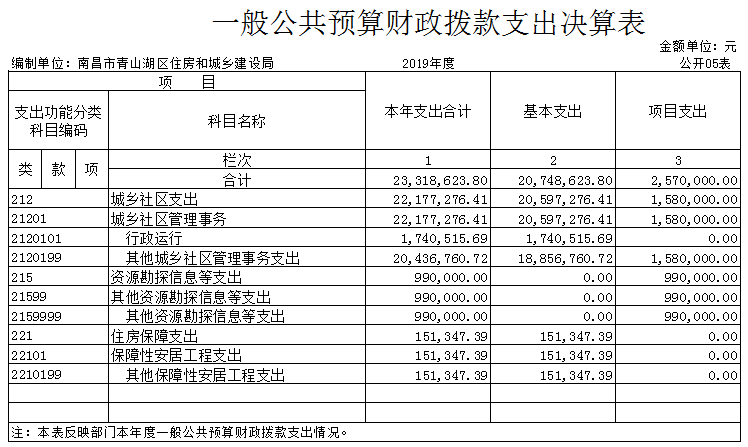 一般公共预算财政拨款支出决算表
金额单位：元
编制单位：南昌市青山湖区住房和城乡建设局 2019年度 公开05表
项 目 本年支出合计 基本支出 项目支出
支出功能分类科目编码 科目名称
类 款 项 栏次 1 2 3
合计 23,318,623.80 20,748,623.80 2,570,000.00
212 城乡社区支出 22,177,276.41 20,597,276.41 1,580,000.00
21201 城乡社区管理事务 22,177,276.41 20,597,276.41 1,580,000.00
2120101 行政运行 1,740,515.69 1,740,515.69 0.00
2120199 其他城乡社区管理事务支出 20,436,760.72 18,856,760.72 1,580,000.00
215 资源勘探信息等支出 990,000.00 0.00 990,000.00
21599 其他资源勘探信息等支出 990,000.00 0.00 990,000.00
2159999 其他资源勘探信息等支出 990,000.00 0.00 990,000.00
221 住房保障支出 151,347.39 151,347.39 0.00
22101 保障性安居工程支出 151,347.39 151,347.39 0.00
2210199 其他保障性安居工程支出 151,347.39 151,347.39 0.00
注：本表反映部门本年度一般公共预算财政拨款支出情况。